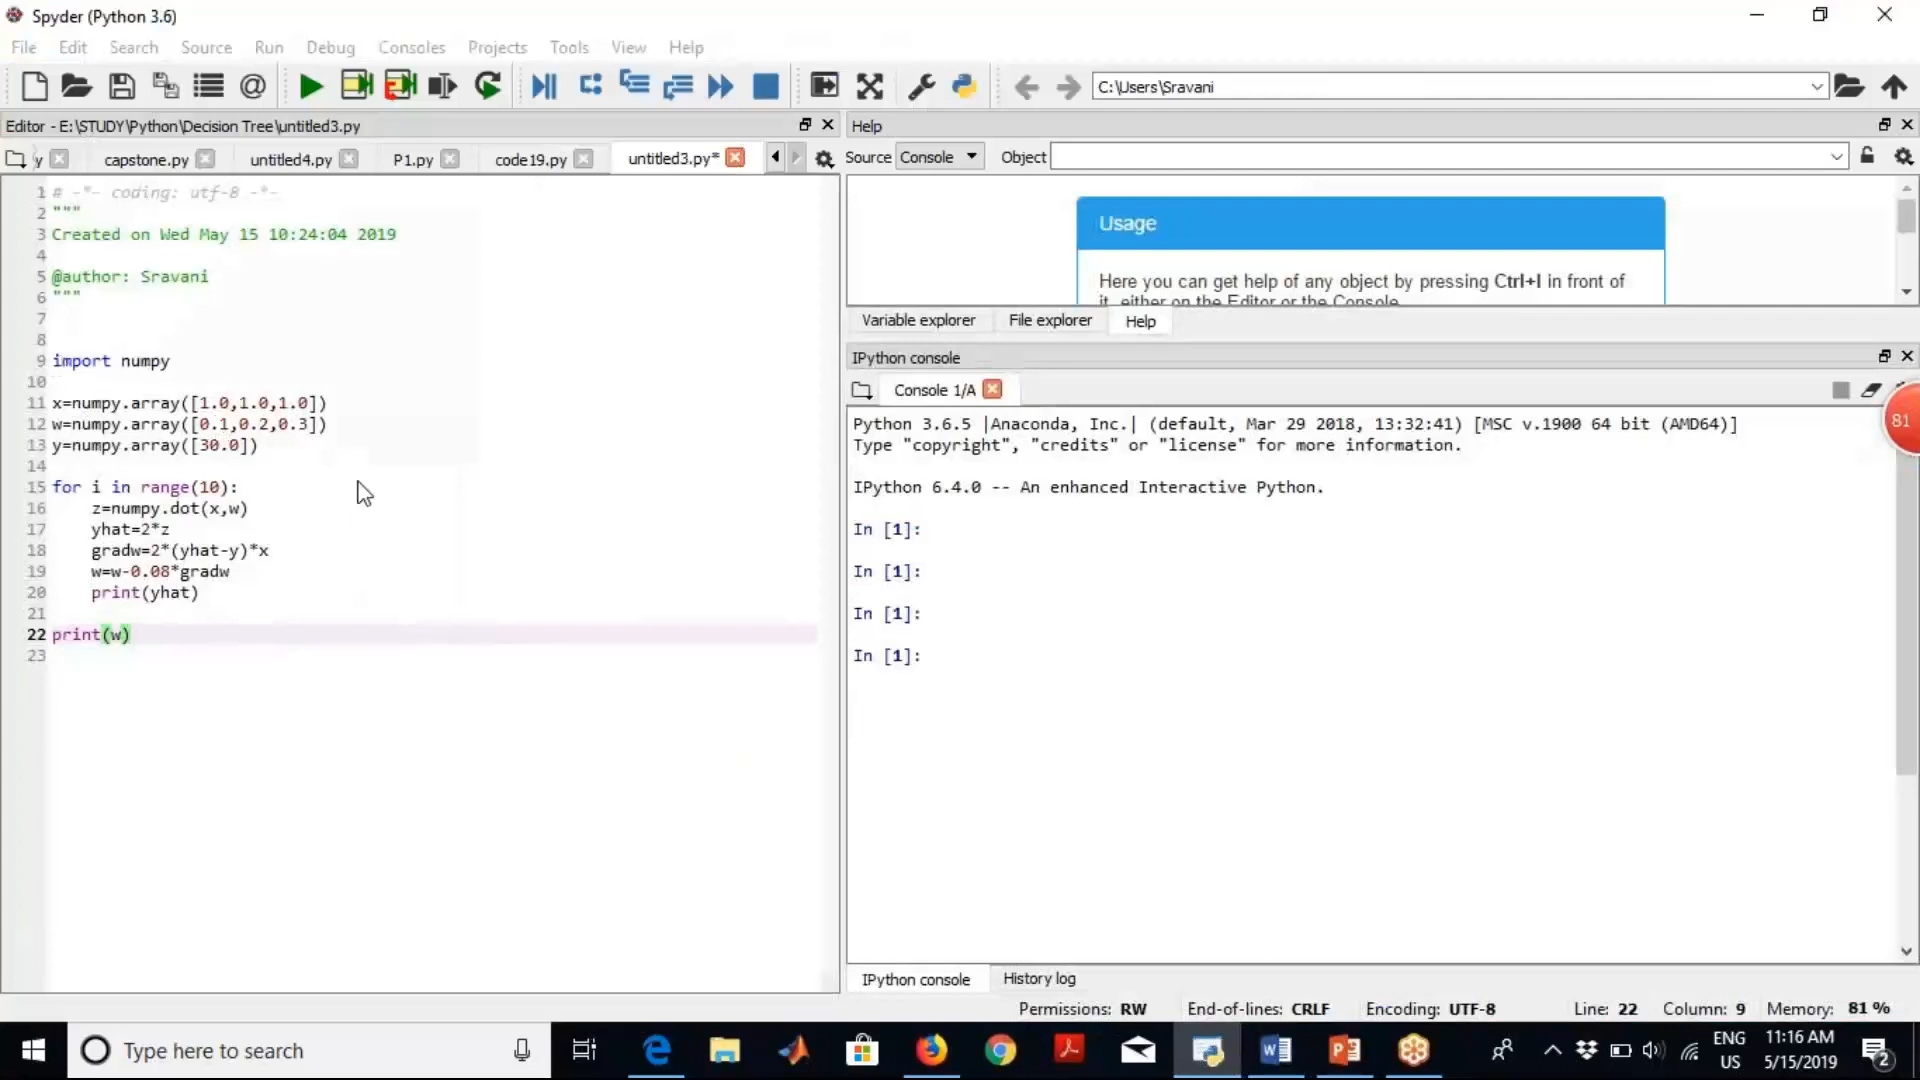 Spyder (Python 3.6)
File Edit Search Source Run Debug Consoles Projects Tools View Help
C:\Users\Sravani
Editor - E:\STUDY\Python\Decision Tree\untitled3.py
y capstone.py untitled4.py P1.py code19.py untitled3.py*
1 # -*- coding: utf-8 -*-
2 """
3 Created on Wed May 15 10:24:04 2019
4
5 @author: Sravani
6 """
7
8
9 import numpy
10
11 x=numpy.array([1.0,1.0,1.0])
12 w=numpy.array([0.1,0.2,0.3])
13 y=numpy.array([30.0])
14
15 for i in range(10):
16     z=numpy.dot(x,w)
17     yhat=2*z
18     gradw=2*(yhat-y)*x
19     w=w-0.08*gradw
20     print(yhat)
21
22 print(w)
23
Help
Source Console Object
Usage
Here you can get help of any object by pressing Ctrl+I in front of
it, either on the Editor or the Console.
Variable explorer File explorer Help
IPython console
Console 1/A
Python 3.6.5 |Anaconda, Inc.| (default, Mar 29 2018, 13:32:41) [MSC v.1900 64 bit (AMD64)]
Type "copyright", "credits" or "license" for more information.
IPython 6.4.0 -- An enhanced Interactive Python.
In [1]:
In [1]:
In [1]:
In [1]:
81
IPython console History log
Permissions: RW End-of-lines: CRLF Encoding: UTF-8 Line: 22 Column: 9 Memory: 81 %
Type here to search
ENG
US
11:16 AM
5/15/2019
2